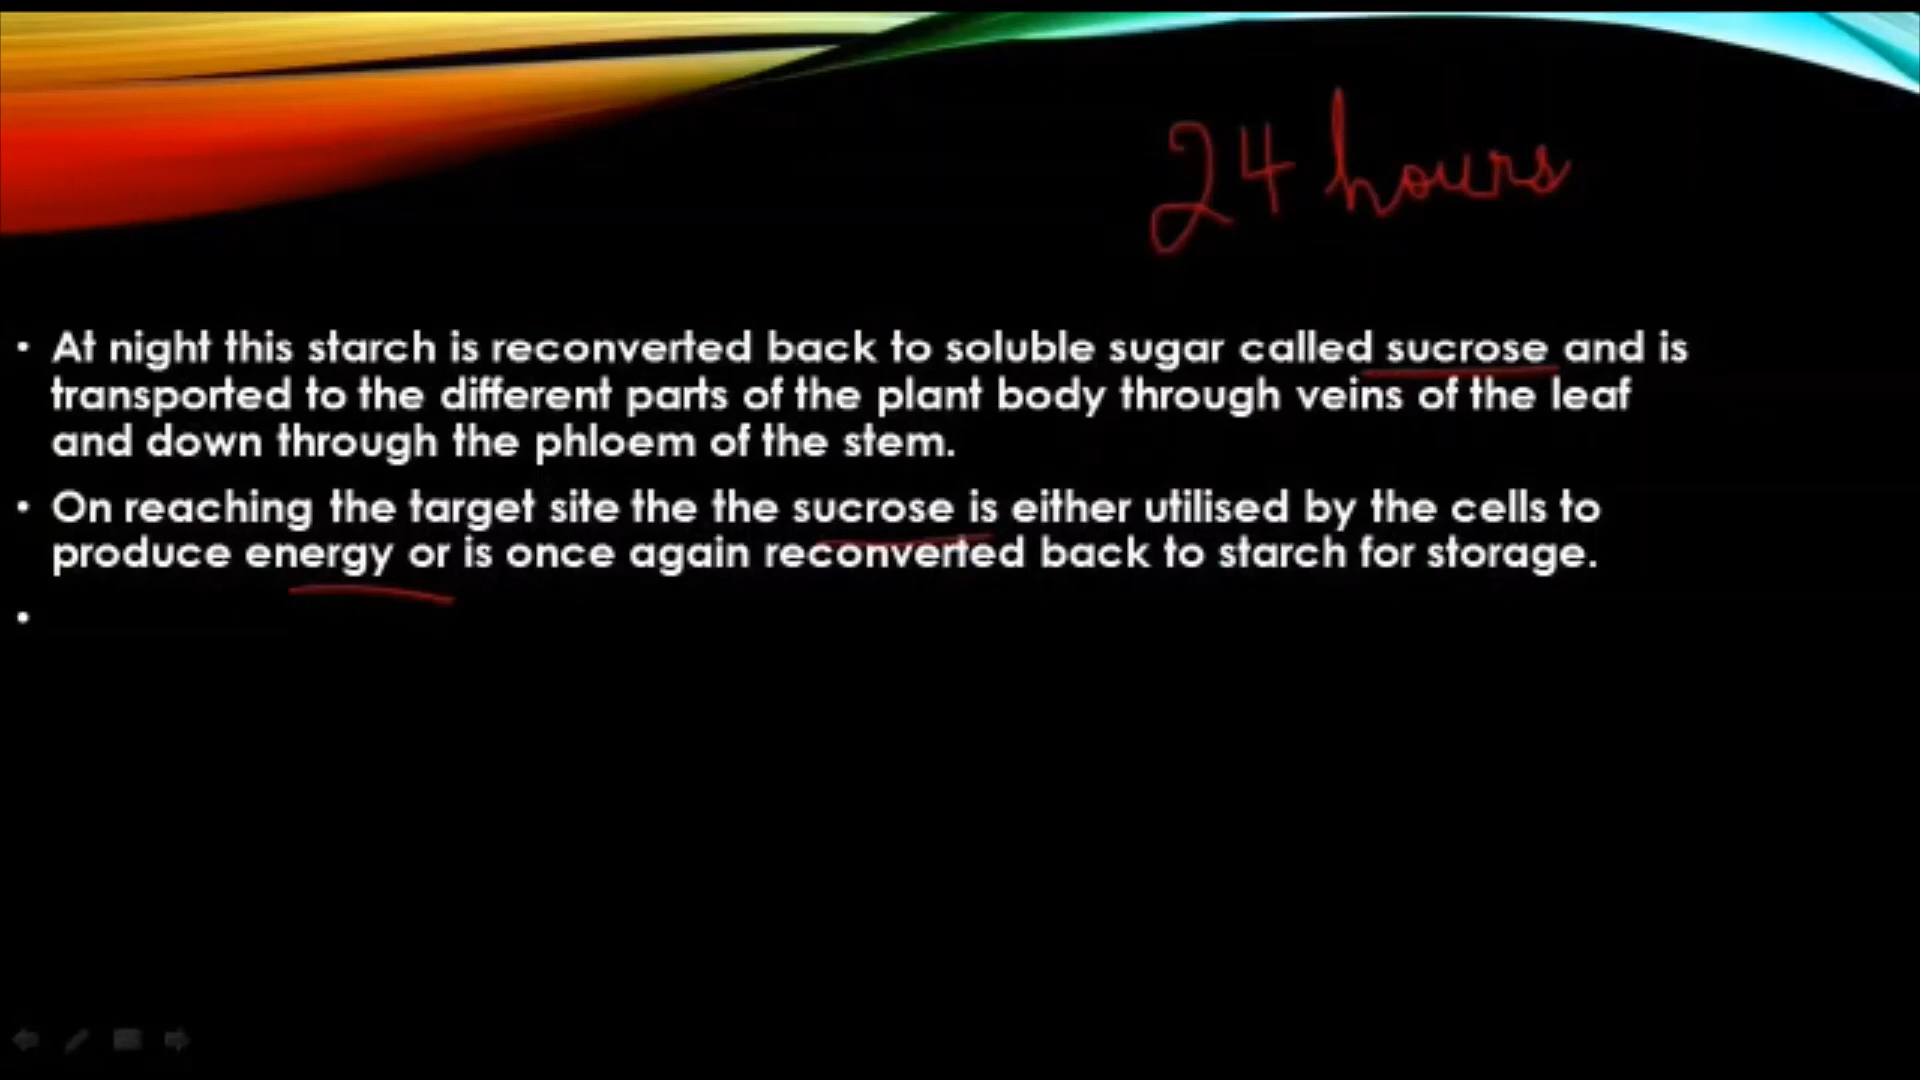 24 hours
• At night this starch is reconverted back to soluble sugar called sucrose and is
transported to the different parts of the plant body through veins of the leaf
and down through the phloem of the stem.
• On reaching the target site the the sucrose is either utilised by the cells to
produce energy or is once again reconverted back to starch for storage.
•